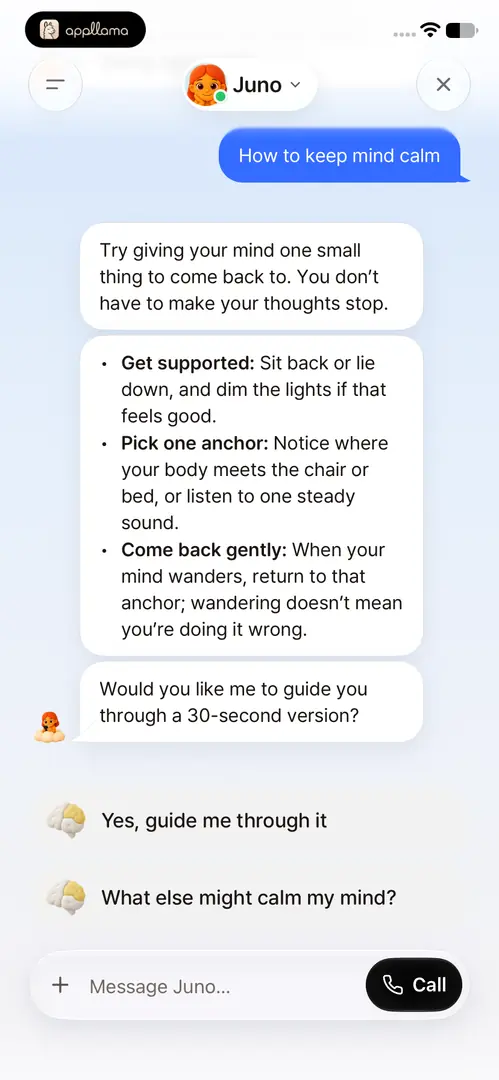 appllama
Juno
How to keep mind calm
Try giving your mind one small
thing to come back to. You don’t
have to make your thoughts stop.
• Get supported: Sit back or lie
down, and dim the lights if that
feels good.
• Pick one anchor: Notice where
your body meets the chair or
bed, or listen to one steady
sound.
• Come back gently: When your
mind wanders, return to that
anchor; wandering doesn’t mean
you’re doing it wrong.
Would you like me to guide you
through a 30-second version?
Yes, guide me through it
What else might calm my mind?
Message Juno...
Call